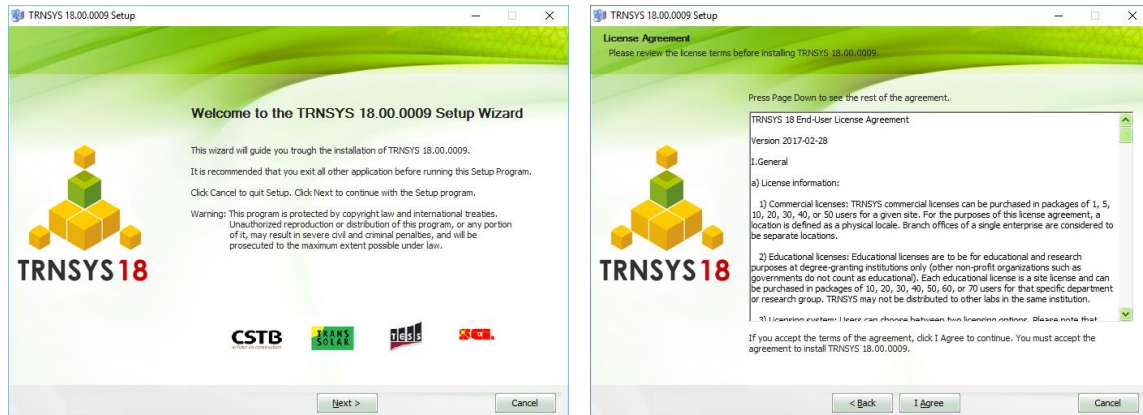 TRNSYS 18.00.0009 Setup
Welcome to the TRNSYS 18.00.0009 Setup Wizard
This wizard will guide you trough the installation of TRNSYS 18.00.0009.
It is recommended that you exit all other application before running this Setup Program.
Click Cancel to quit Setup. Click Next to continue with the Setup program.
Warning: This program is protected by copyright law and international treaties.
Unauthorized reproduction or distribution of this program, or any portion
of it, may result in severe civil and criminal penalties, and will be
prosecuted to the maximum extent possible under law.
TRNSYS18
CSTB
TRANS
SOLAR
TESS
Next >
Cancel
TRNSYS 18.00.0009 Setup
License Agreement
Please review the license terms before installing TRNSYS 18.00.0009.
Press Page Down to see the rest of the agreement.
TRNSYS 18 End-User License Agreement
Version 2017-02-28
I.General
a) License information:
1) Commercial licenses: TRNSYS commercial licenses can be purchased in packages of 1, 5,
10, 20, 30, 40, or 50 users for a given site. For the purposes of this license agreement, a
location is defined as a physical locale. Branch offices of a single enterprise are considered to
be separate locations.
2) Educational licenses: Educational licenses are to be for educational and research
purposes at degree-granting institutions only (other non-profit organizations such as
governments do not count as educational). Each educational license is a site license and can
be purchased in packages of 10, 20, 30, 40, 50, 60, or 70 users for that specific department
or research group. TRNSYS may not be distributed to other labs in the same institution.
3) Licensing system: Users can choose between two licensing options. Please note that
TRNSYS18
If you accept the terms of the agreement, click I Agree to continue. You must accept the
agreement to install TRNSYS 18.00.0009.
< Back
I Agree
Cancel